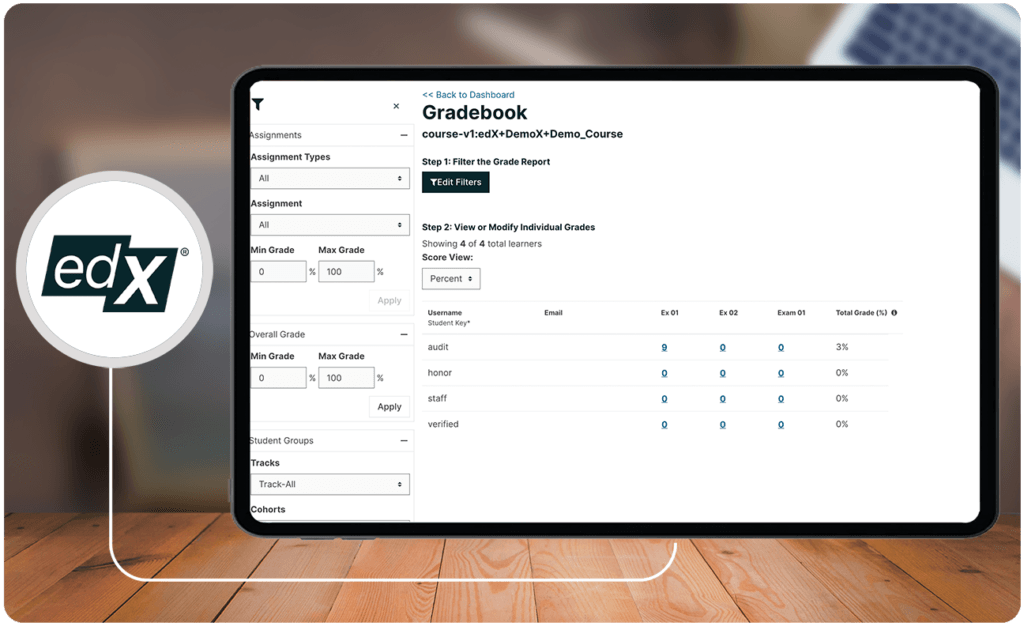 edX®
×
Assignments −
Assignment Types
All
Assignment
All
Min Grade Max Grade
0 % 100 %
Apply
Overall Grade −
Min Grade Max Grade
0 % 100 %
Apply
Student Groups −
Tracks
Track-All
Cohorts
<< Back to Dashboard
Gradebook
course-v1:edX+DemoX+Demo_Course
Step 1: Filter the Grade Report
Edit Filters
Step 2: View or Modify Individual Grades
Showing 4 of 4 total learners
Score View:
Percent
Username Email Ex 01 Ex 02 Exam 01 Total Grade (%)
Student Key*
audit 9 0 0 3%
honor 0 0 0 0%
staff 0 0 0 0%
verified 0 0 0 0%